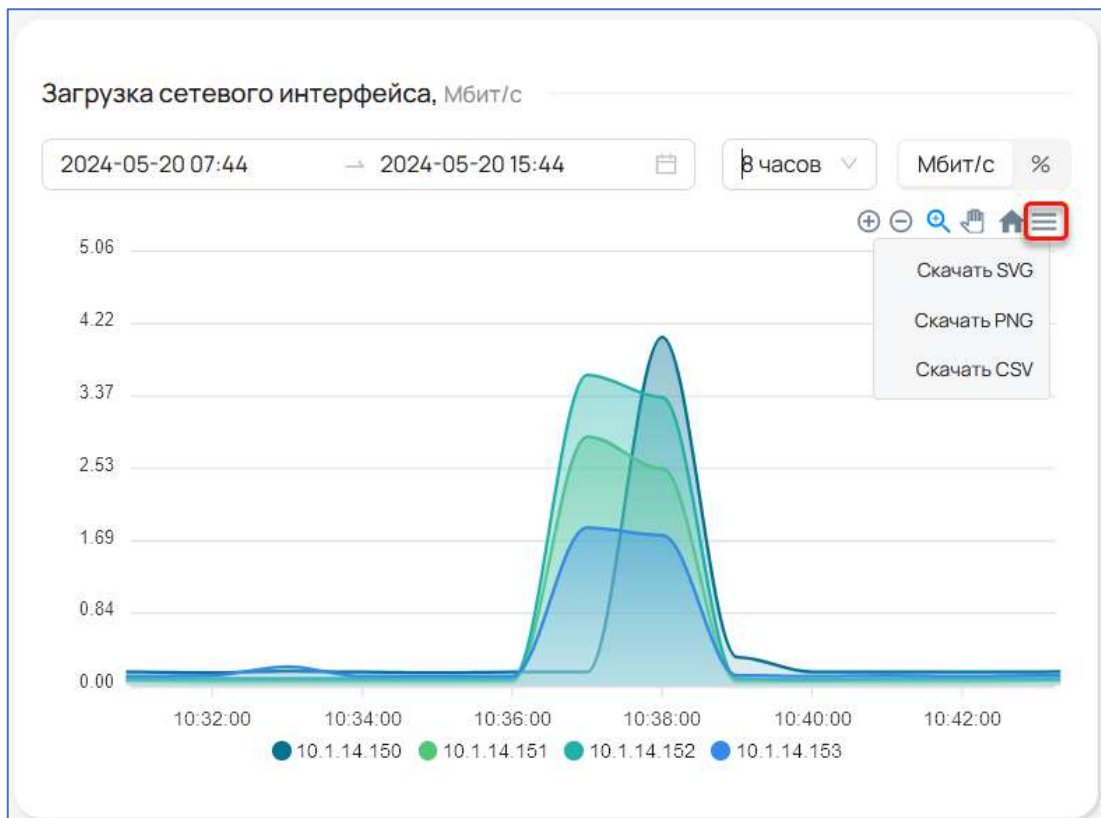 Загрузка сетевого интерфейса, Мбит/с
2024-05-20 07:44 → 2024-05-20 15:44 8 часов Мбит/с %
Скачать SVG
Скачать PNG
Скачать CSV
5.06
4.22
3.37
2.53
1.69
0.84
0.00
10:32:00 10:34:00 10:36:00 10:38:00 10:40:00 10:42:00
10.1.14.150 10.1.14.151 10.1.14.152 10.1.14.153